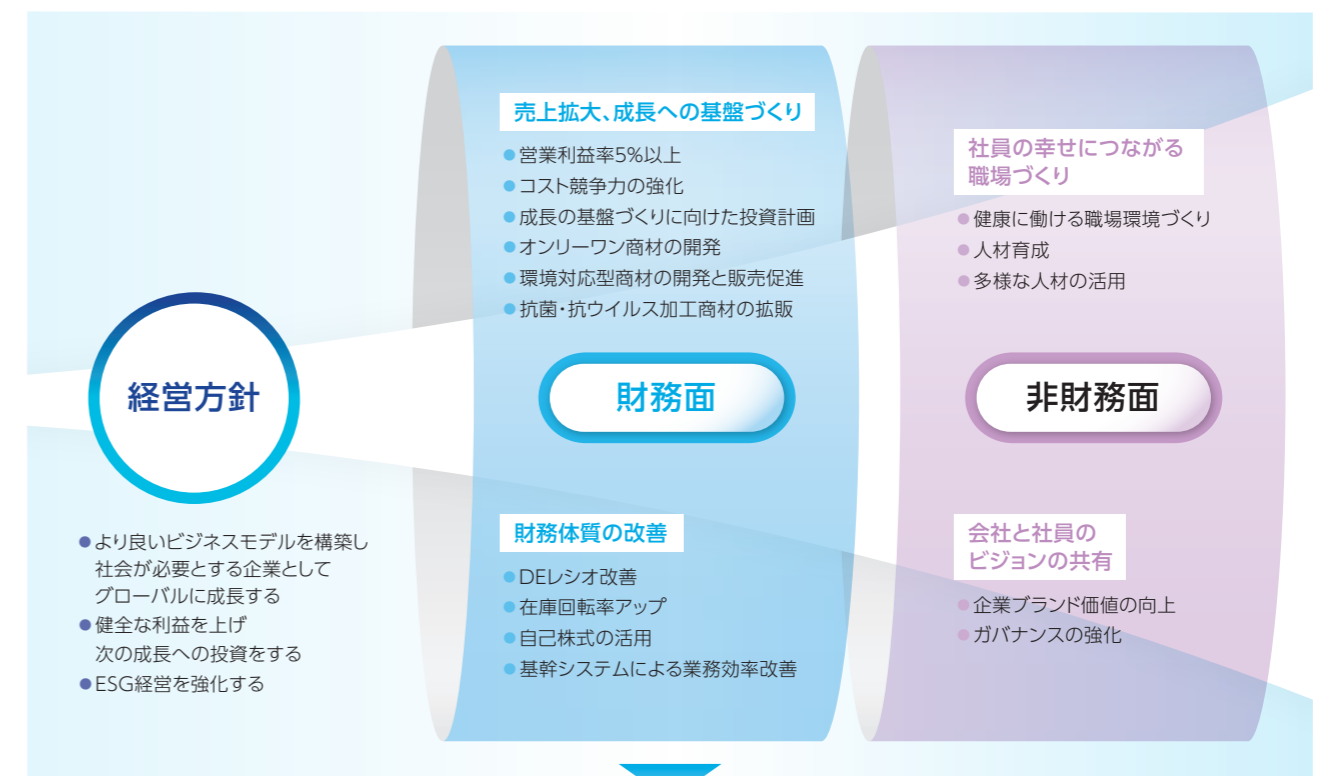 経営方針
●より良いビジネスモデルを構築し
社会が必要とする企業として
グローバルに成長する
●健全な利益を上げ
次の成長への投資をする
●ESG経営を強化する
売上拡大、成長への基盤づくり
●営業利益率5%以上
●コスト競争力の強化
●成長の基盤づくりに向けた投資計画
●オンリーワン商材の開発
●環境対応型商材の開発と販売促進
●抗菌・抗ウイルス加工商材の拡販
財務面
財務体質の改善
●DEレシオ改善
●在庫回転率アップ
●自己株式の活用
●基幹システムによる業務効率改善
社員の幸せにつながる
職場づくり
●健康に働ける職場環境づくり
●人材育成
●多様な人材の活用
非財務面
会社と社員の
ビジョンの共有
●企業ブランド価値の向上
●ガバナンスの強化